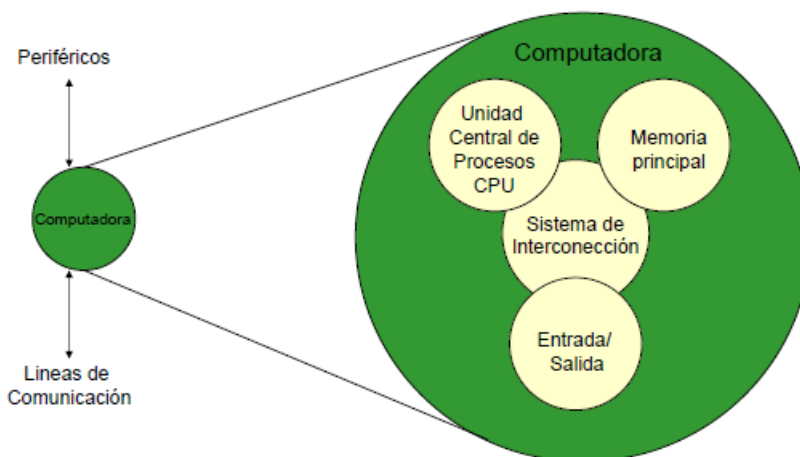 Periféricos
Computadora
Lineas de
Comunicación
Computadora
Unidad
Central de
Procesos
CPU
Memoria
principal
Sistema de
Interconección
Entrada/
Salida